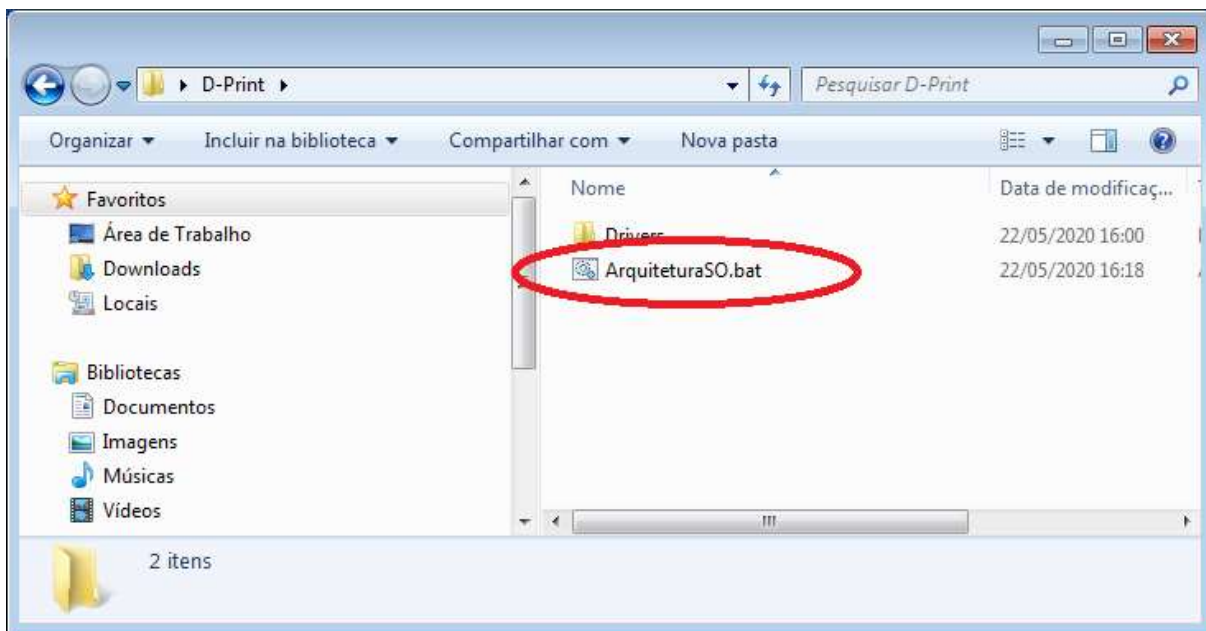 D-Print
Pesquisar D-Print
Organizar
Incluir na biblioteca
Compartilhar com
Nova pasta
Favoritos
Área de Trabalho
Downloads
Locais
Bibliotecas
Documentos
Imagens
Músicas
Vídeos
Nome
Data de modificaç...
Drivers
22/05/2020 16:00
ArquiteturaSO.bat
22/05/2020 16:18
2 itens